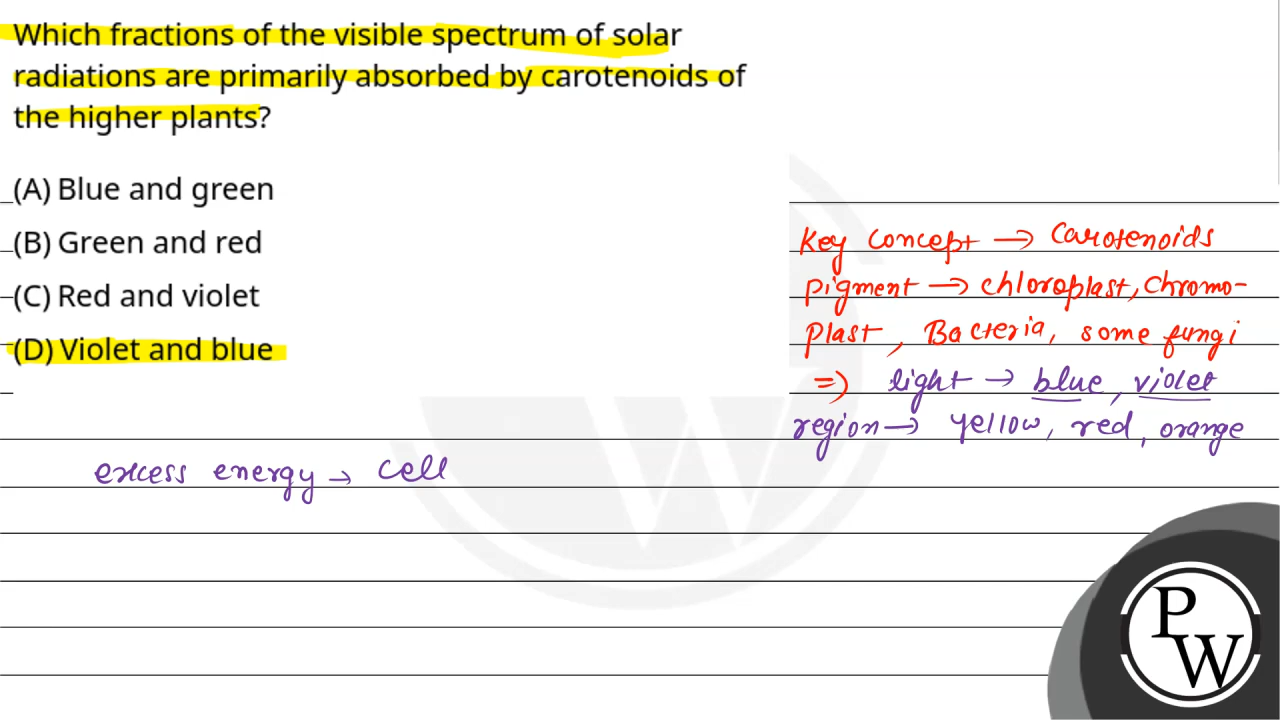 Which fractions of the visible spectrum of solar
radiations are primarily absorbed by carotenoids of
the higher plants?
(A) Blue and green
(B) Green and red
(C) Red and violet
(D) Violet and blue
Key concept → Carotenoids
pigment → chloroplast, Chromo-
plast, Bacteria, some fungi
=> light → blue, violet
region → yellow, red, orange
excess energy → cell
P
W